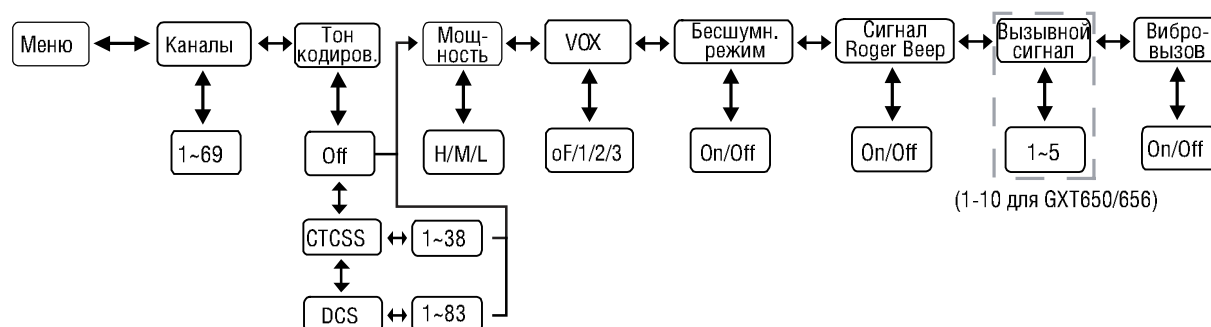 Меню
Каналы
Тон
кодиров.
Мощ-
ность
VOX
Бесшумн.
режим
Сигнал
Roger Beep
Вызывной
сигнал
Вибро-
вызов
1~69
Off
H/M/L
oF/1/2/3
On/Off
On/Off
1~5
On/Off
(1-10 для GXT650/656)
CTCSS
1~38
DCS
1~83